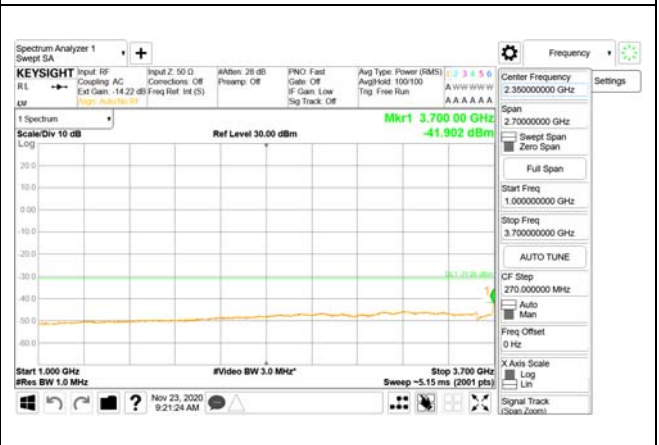 Spectrum Analyzer 1
Swept SA
+
Frequency
KEYSIGHT
RL
Input: RF
Coupling: AC
Ext Gain: -14.22 dB
Align: Auto/No RF
Input Z: 50 Ω
Corrections: Off
Freq Ref: Int (S)
#Atten: 28 dB
Preamp: Off
PNO: Fast
Gate: Off
IF Gain: Low
Sig Track: Off
Avg Type: Power (RMS)
Avg|Hold: 100/100
Trig: Free Run
1 2 3 4 5 6
A W W W W W
A A A A A A
1 Spectrum
Scale/Div 10 dB
Ref Level 30.00 dBm
Mkr1 3.700 00 GHz
-41.902 dBm
Log
20.0
10.0
0.00
-10.0
-20.0
-30.0
-40.0
-50.0
-60.0
1
Start 1.000 GHz
#Res BW 1.0 MHz
#Video BW 3.0 MHz*
Stop 3.700 GHz
Sweep ~5.15 ms (2001 pts)
Nov 23, 2020
9:21:24 AM
?
Center Frequency
2.350000000 GHz
Settings
Span
2.70000000 GHz
Swept Span
Zero Span
Full Span
Start Freq
1.000000000 GHz
Stop Freq
3.700000000 GHz
AUTO TUNE
CF Step
270.000000 MHz
Auto
Man
Freq Offset
0 Hz
X Axis Scale
Log
Lin
Signal Track
(Span Zoom)